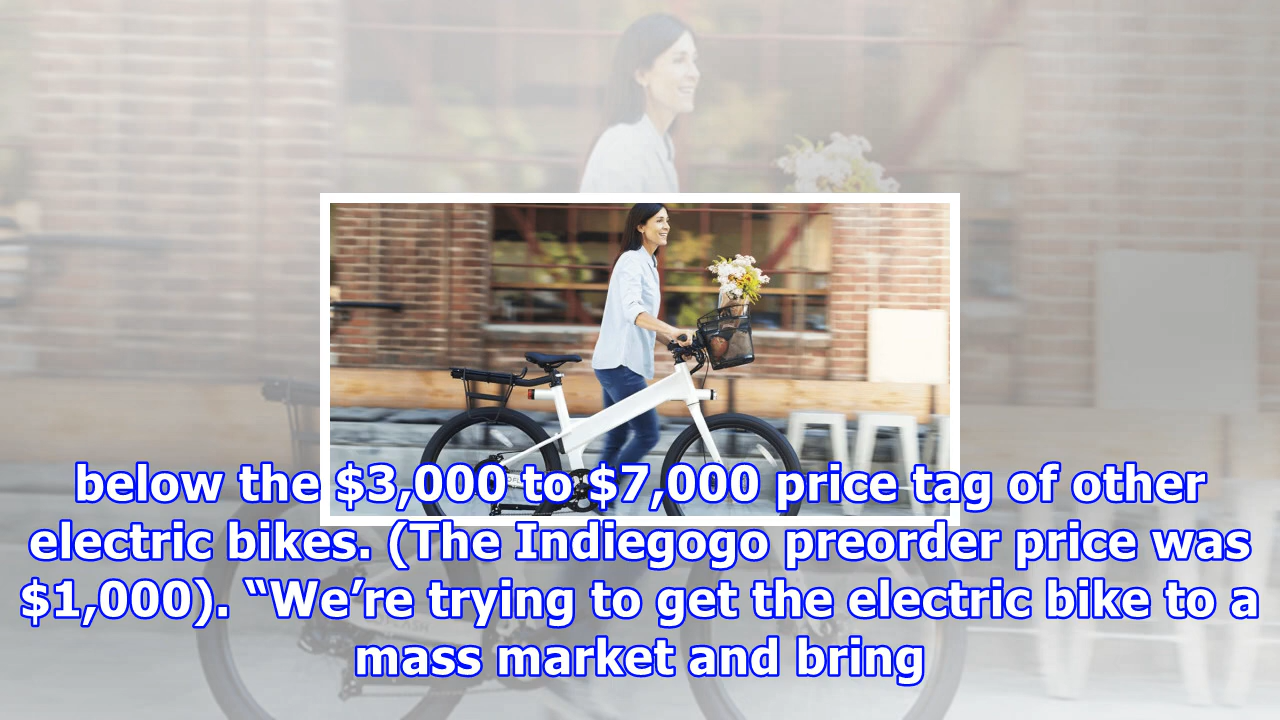 below the $3,000 to $7,000 price tag of other
electric bikes. (The Indiegogo preorder price was
$1,000). “We’re trying to get the electric bike to a
mass market and bring